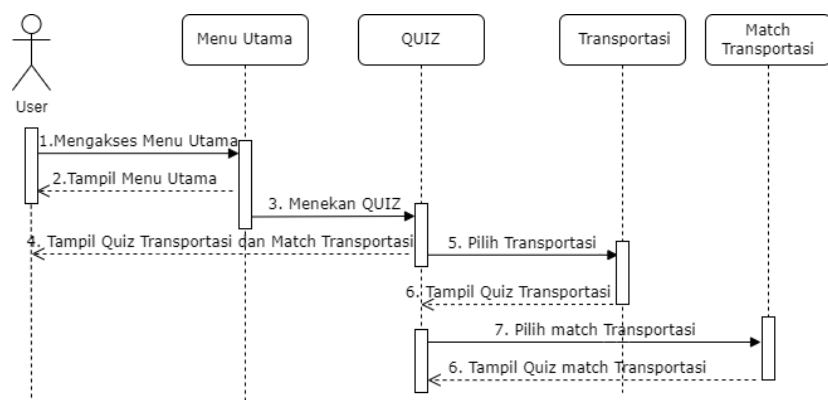 Menu Utama
QUIZ
Transportasi
Match
Transportasi
User
1.Mengakses Menu Utama
2.Tampil Menu Utama
3. Menekan QUIZ
4. Tampil Quiz Transportasi dan Match Transportasi
5. Pilih Transportasi
6. Tampil Quiz Transportasi
7. Pilih match Transportasi
6. Tampil Quiz match Transportasi